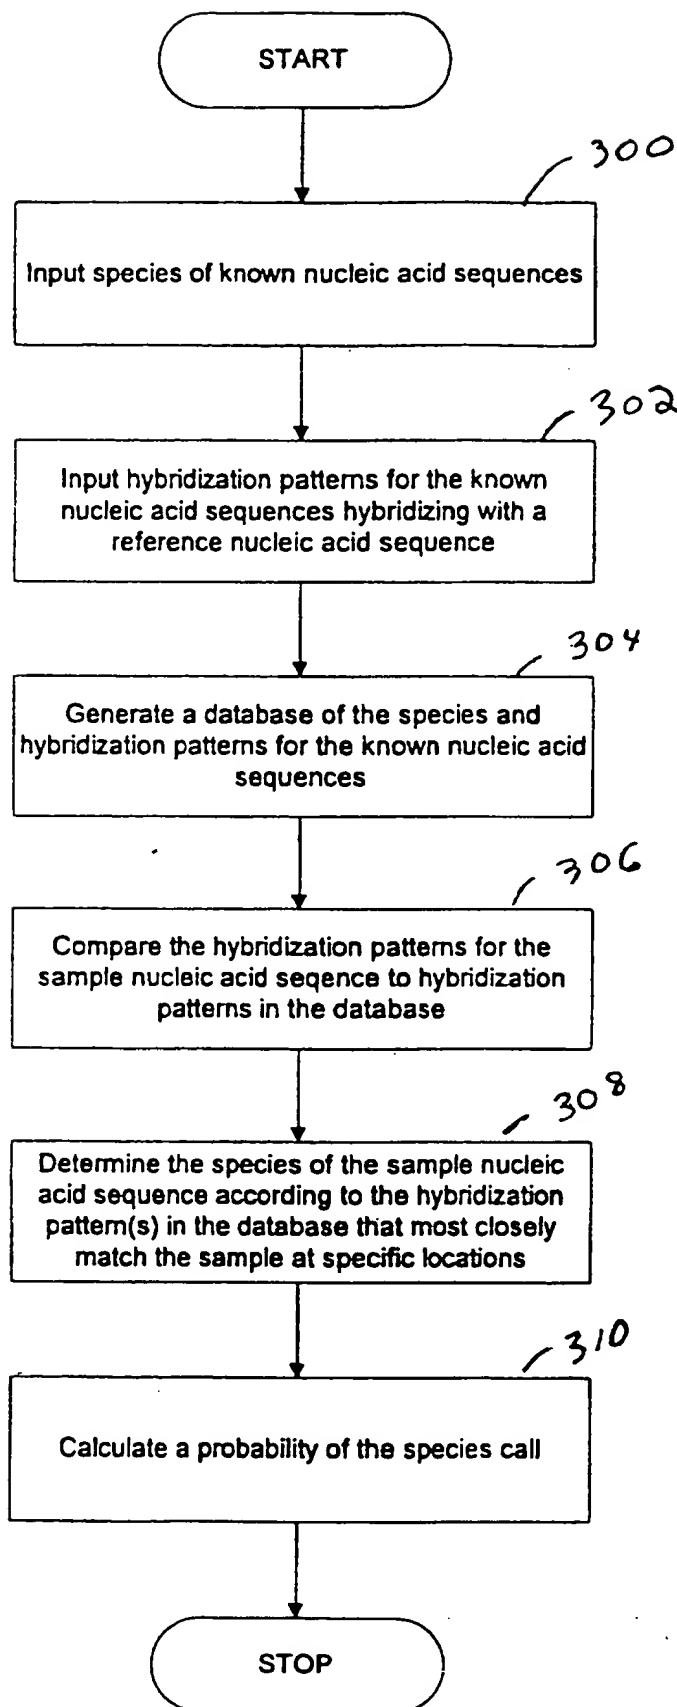 START
300
Input species of known nucleic acid sequences
302
Input hybridization patterns for the known
nucleic acid sequences hybridizing with a
reference nucleic acid sequence
304
Generate a database of the species and
hybridization patterns for the known nucleic acid
sequences
306
Compare the hybridization patterns for the
sample nucleic acid seqence to hybridization
patterns in the database
308
Determine the species of the sample nucleic
acid sequence according to the hybridization
pattern(s) in the database that most closely
match the sample at specific locations
310
Calculate a probability of the species call
STOP